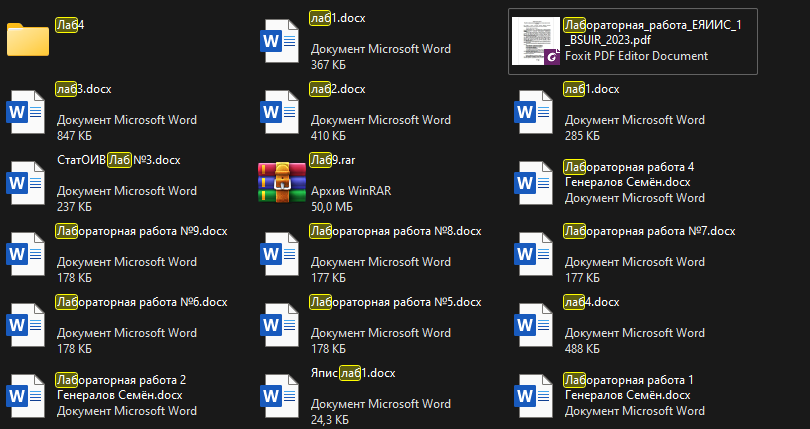 Лаб4
лаб1.docx
Документ Microsoft Word
367 КБ
Лабораторная_работа_ЕЯИИС_1
_BSUIR_2023.pdf
Foxit PDF Editor Document
лаб3.docx
Документ Microsoft Word
847 КБ
лаб2.docx
Документ Microsoft Word
410 КБ
лаб1.docx
Документ Microsoft Word
285 КБ
СтатОИВЛаб№3.docx
Документ Microsoft Word
237 КБ
Лаб9.rar
Архив WinRAR
50,0 МБ
Лабораторная работа 4
Генералов Семён.docx
Документ Microsoft Word
Лабораторная работа №9.docx
Документ Microsoft Word
178 КБ
Лабораторная работа №8.docx
Документ Microsoft Word
177 КБ
Лабораторная работа №7.docx
Документ Microsoft Word
177 КБ
Лабораторная работа №6.docx
Документ Microsoft Word
178 КБ
Лабораторная работа №5.docx
Документ Microsoft Word
178 КБ
лаб4.docx
Документ Microsoft Word
488 КБ
Лабораторная работа 2
Генералов Семён.docx
Документ Microsoft Word
Япислаб1.docx
Документ Microsoft Word
24,3 КБ
Лабораторная работа 1
Генералов Семён.docx
Документ Microsoft Word